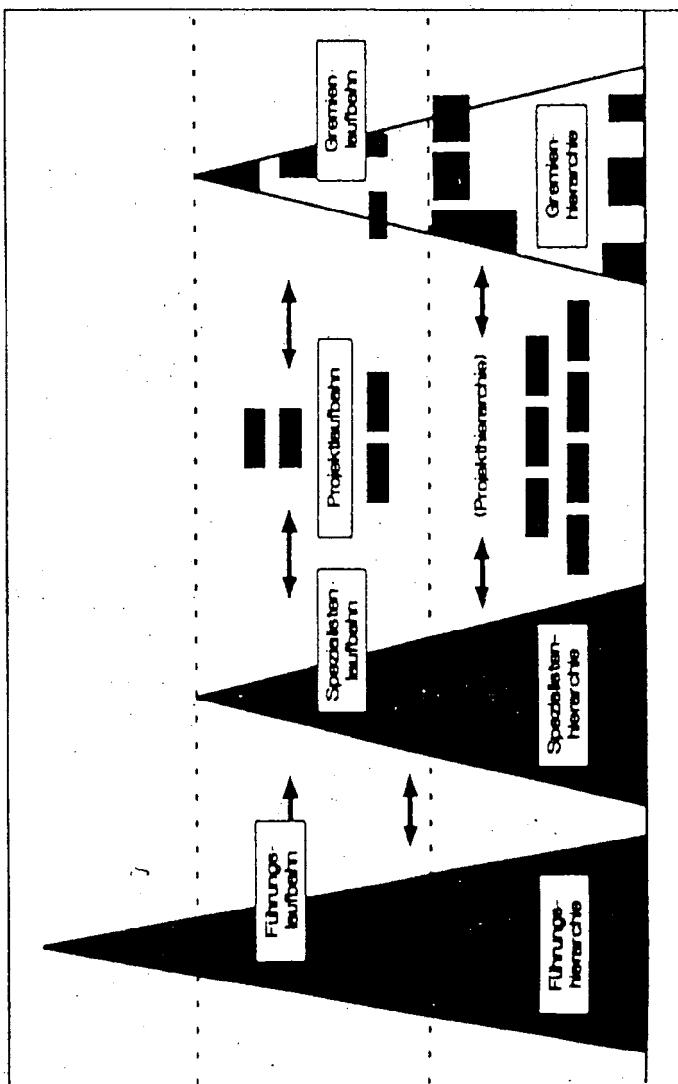 Führungs-
laufbahn
Spezialisten-
laufbahn
Projektlaufbahn
Gremien-
laufbahn
(Projekthierarchie)
Führungs-
hierarchie
Spezialisten-
hierarchie
Gremien-
hierarchie